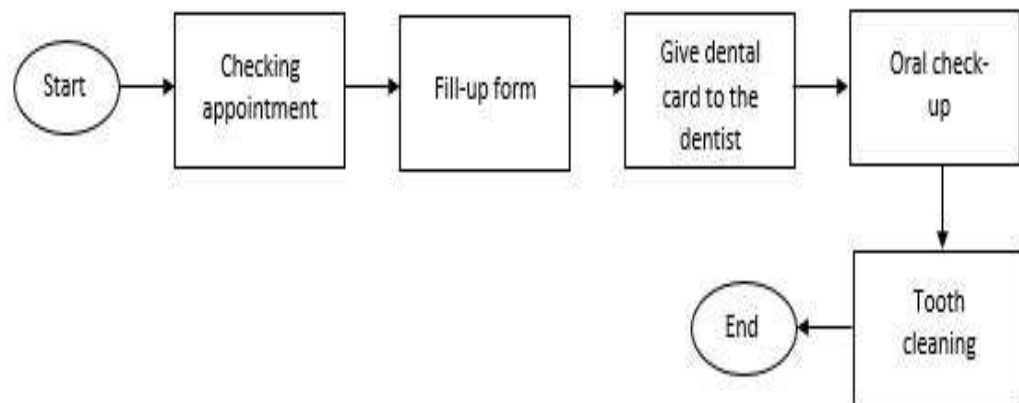 Start
Checking
appointment
Fill-up form
Give dental
card to the
dentist
Oral check-
up
Tooth
cleaning
End